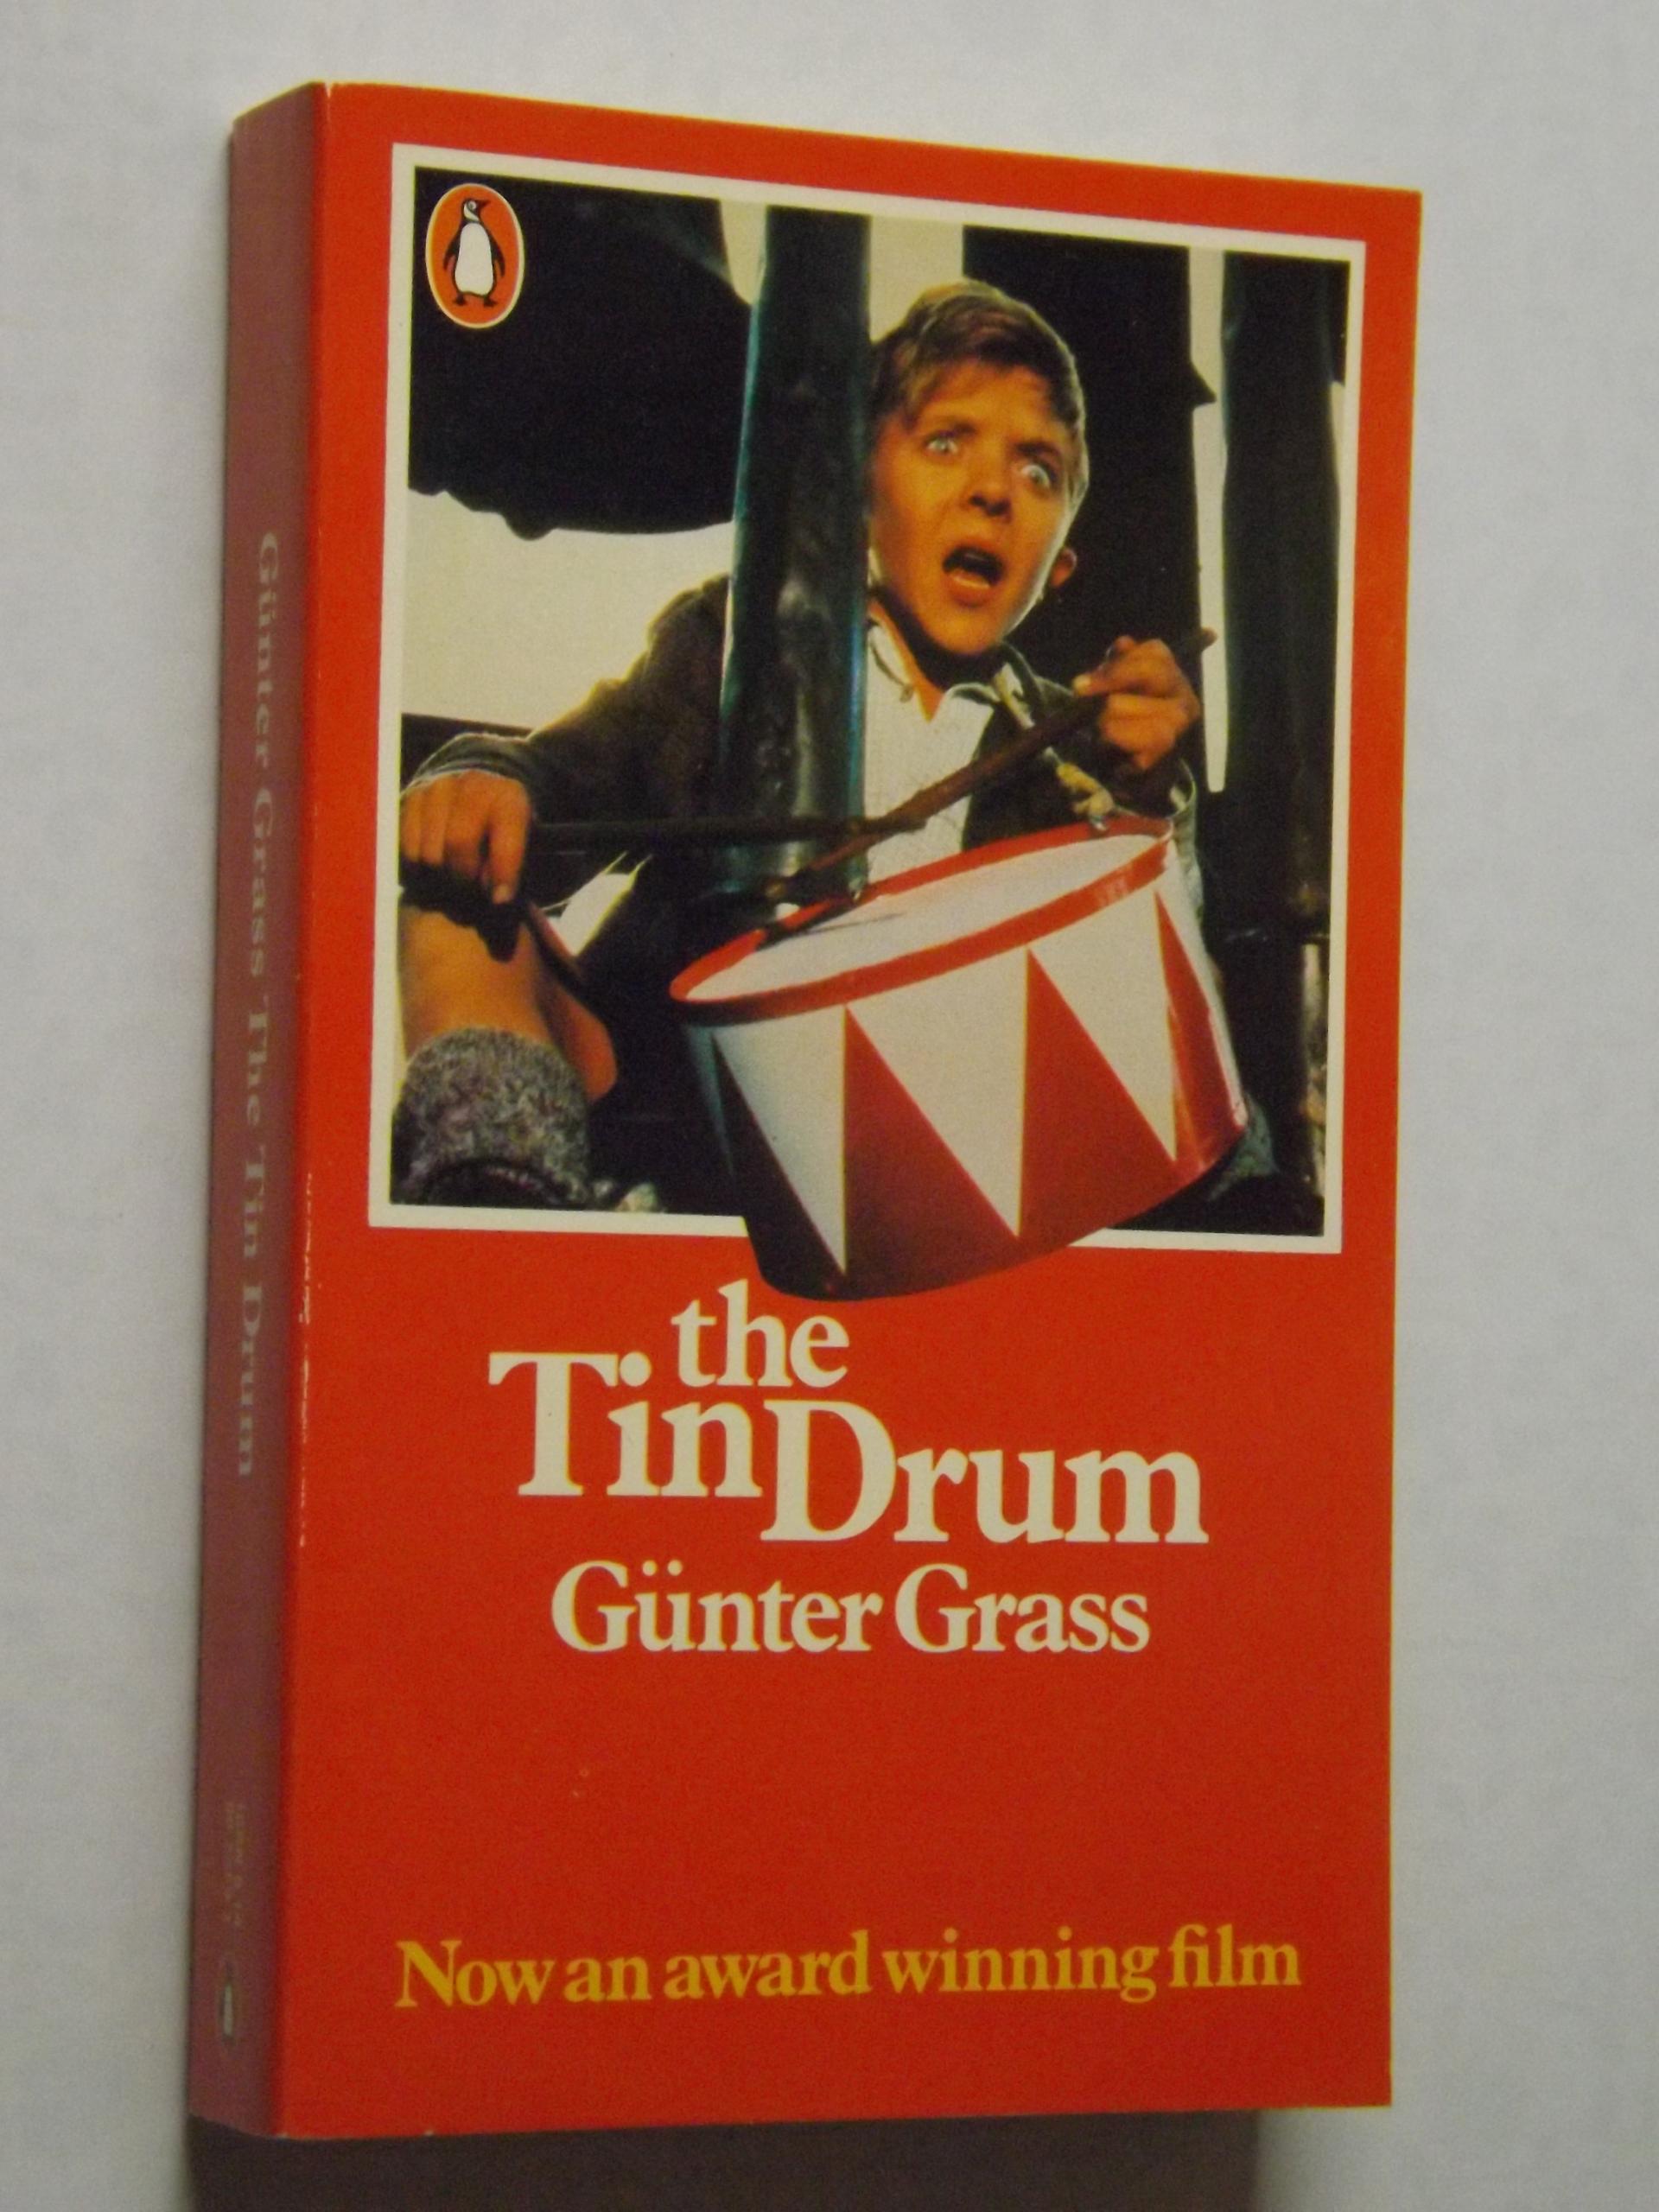 the
Tin Drum
Günter Grass
Now an award winning film
Günter Grass The Tin Drum